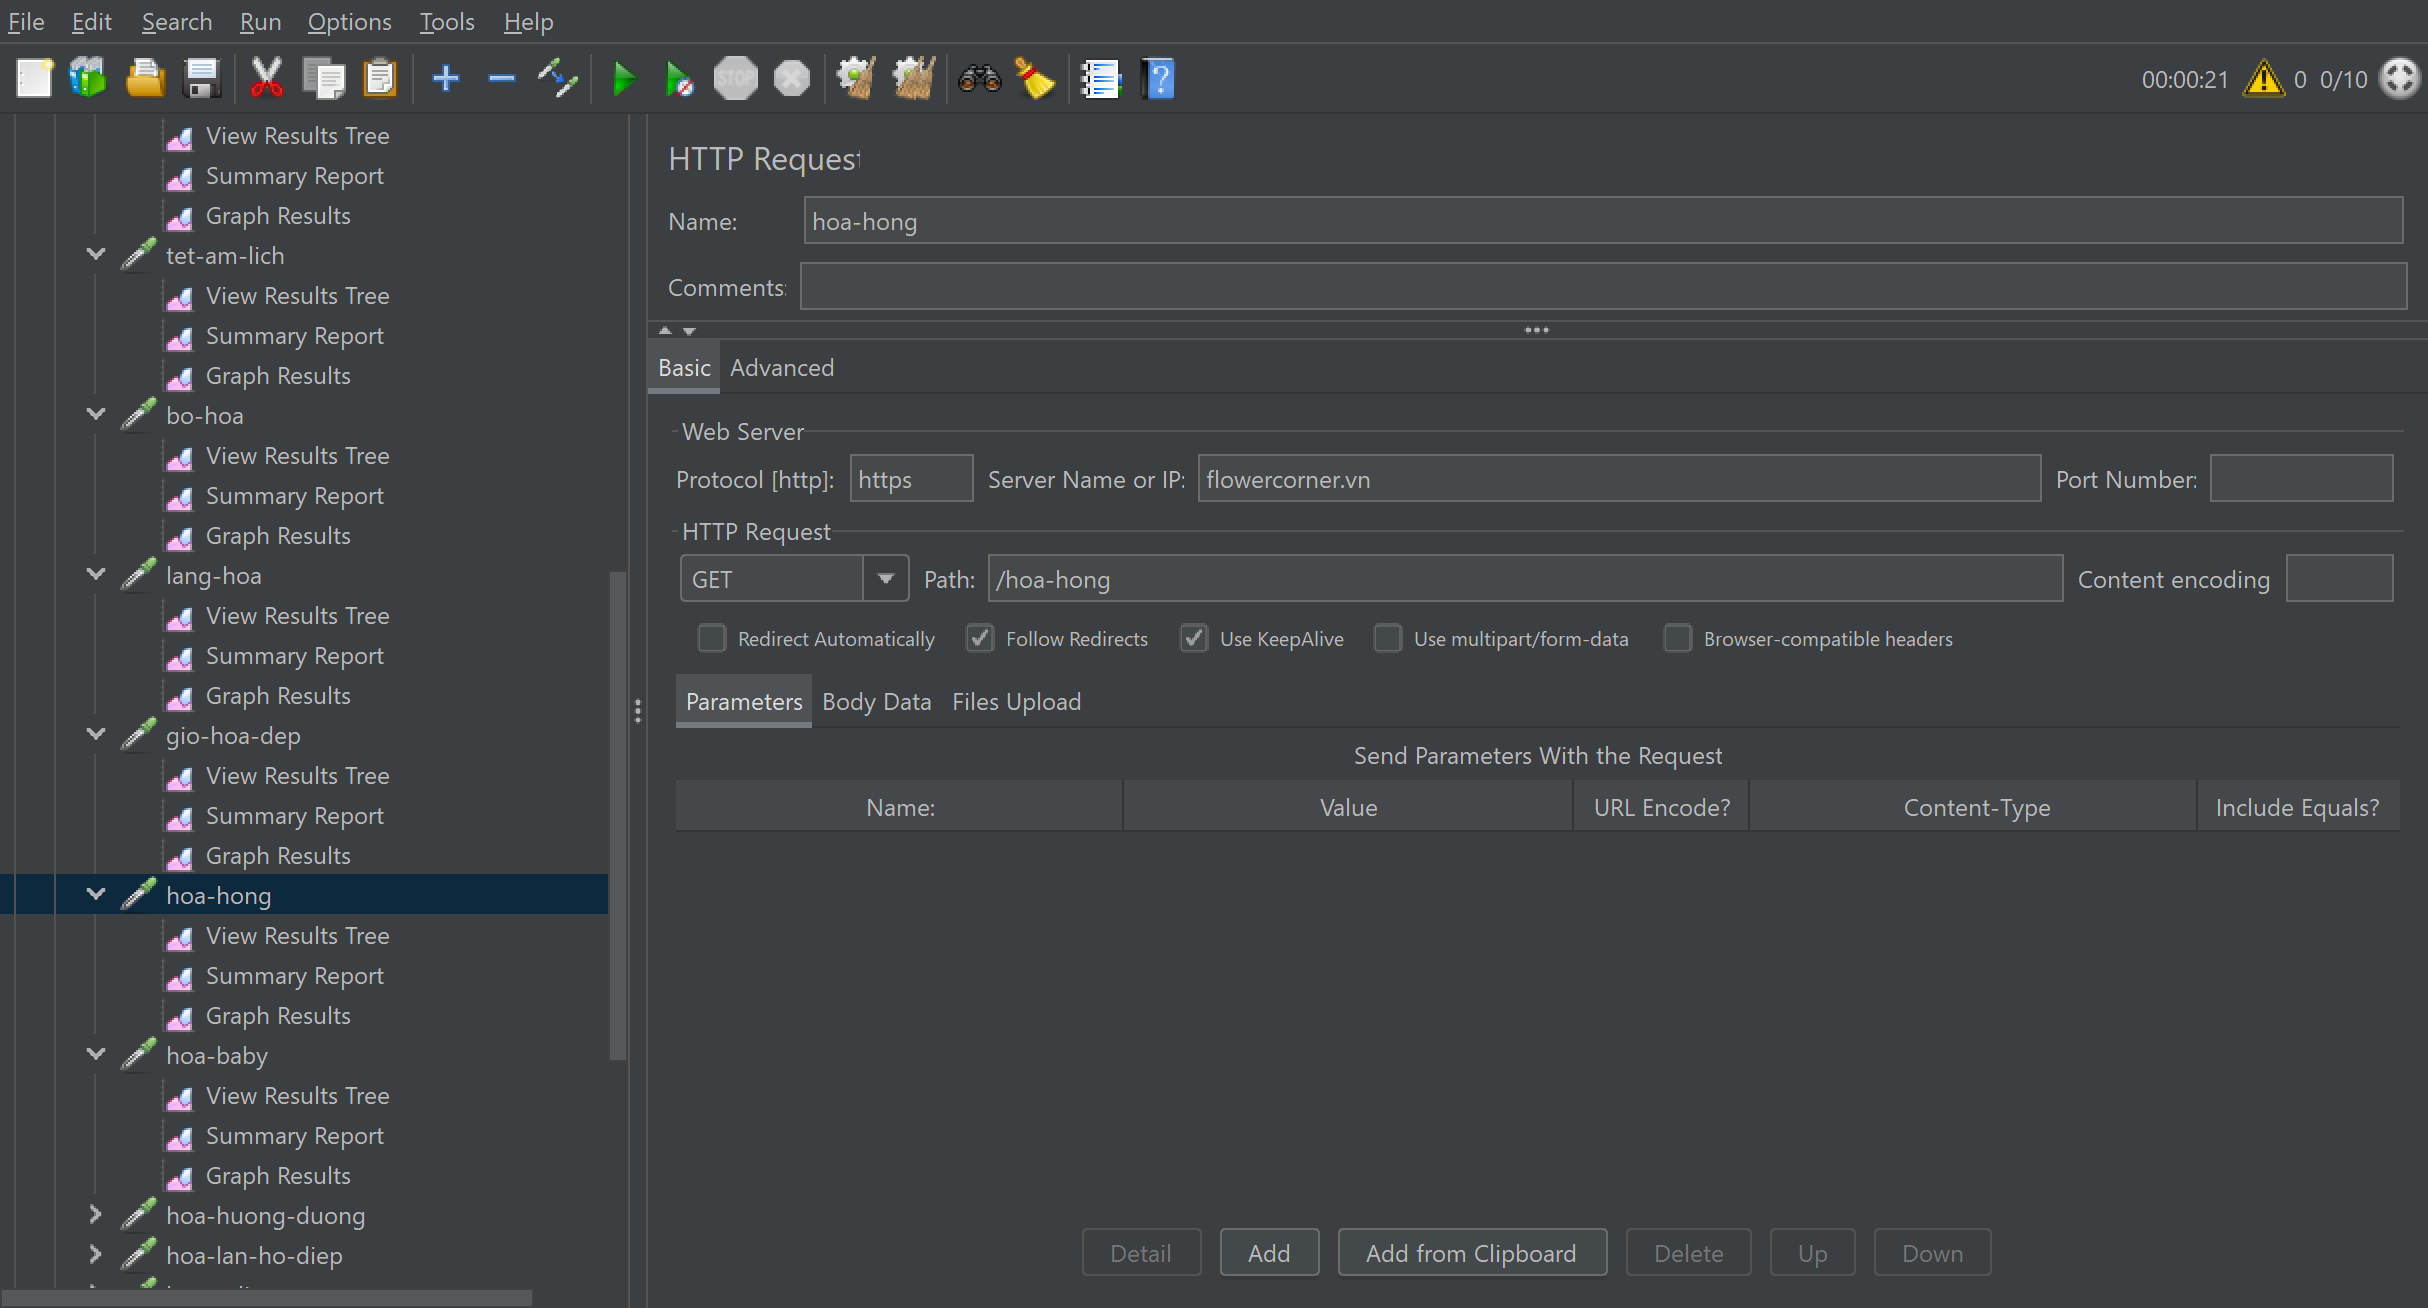 File Edit Search Run Options Tools Help
STOP
00:00:21 0 0/10
View Results Tree
Summary Report
Graph Results
tet-am-lich
View Results Tree
Summary Report
Graph Results
bo-hoa
View Results Tree
Summary Report
Graph Results
lang-hoa
View Results Tree
Summary Report
Graph Results
gio-hoa-dep
View Results Tree
Summary Report
Graph Results
hoa-hong
View Results Tree
Summary Report
Graph Results
hoa-baby
View Results Tree
Summary Report
Graph Results
hoa-huong-duong
hoa-lan-ho-diep
HTTP Request
Name: hoa-hong
Comments:
Basic Advanced
Web Server
Protocol [http]: https Server Name or IP: flowercorner.vn Port Number:
HTTP Request
GET Path: /hoa-hong Content encoding
Redirect Automatically Follow Redirects Use KeepAlive Use multipart/form-data Browser-compatible headers
Parameters Body Data Files Upload
Send Parameters With the Request
Name: Value URL Encode? Content-Type Include Equals?
Detail Add Add from Clipboard Delete Up Down